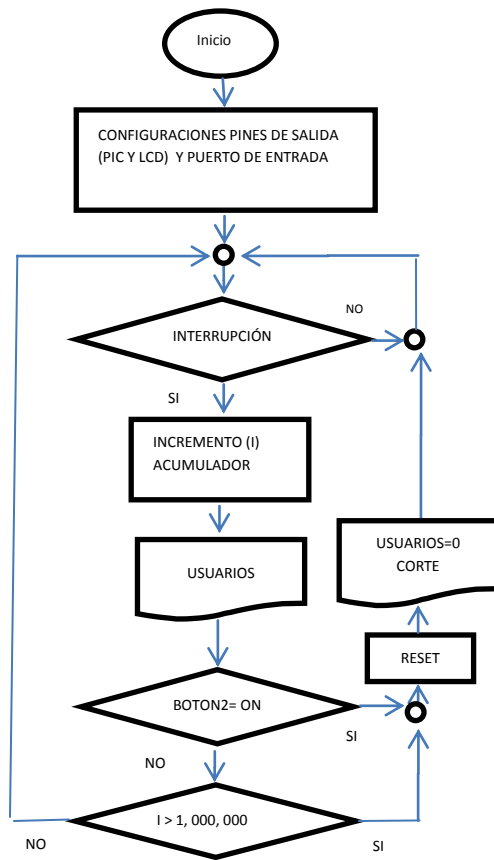 Inicio
CONFIGURACIONES PINES DE SALIDA
(PIC Y LCD) Y PUERTO DE ENTRADA
NO
INTERRUPCIÓN
SI
INCREMENTO (I)
ACUMULADOR
USUARIOS=0
CORTE
USUARIOS
RESET
BOTON2= ON
SI
NO
I > 1, 000, 000
NO
SI